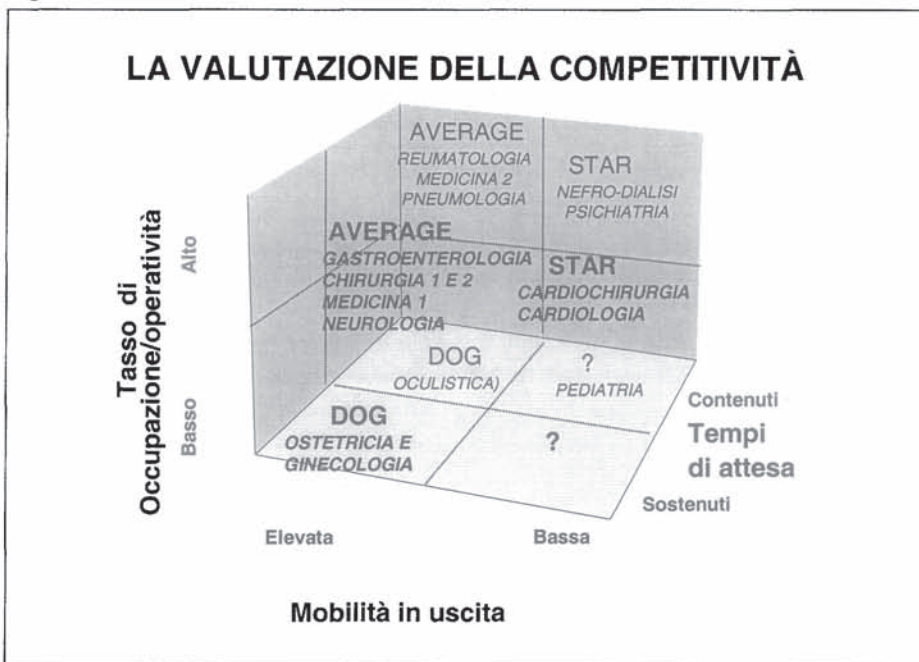 LA VALUTAZIONE DELLA COMPETITIVITÀ
AVERAGE
REUMATOLOGIA
MEDICINA 2
PNEUMOLOGIA
STAR
NEFRO-DIALISI
PSICHIATRIA
AVERAGE
GASTROENTEROLOGIA
CHIRURGIA 1 E 2
MEDICINA 1
NEUROLOGIA
STAR
CARDIOCHIRURGIA
CARDIOLOGIA
DOG
OCULISTICA)
?
PEDIATRIA
DOG
OSTETRICIA E
GINECOLOGIA
?
Tasso di
Occupazione/operatività
Alto
Basso
Contenuti
Tempi
di attesa
Sostenuti
Elevata
Bassa
Mobilità in uscita